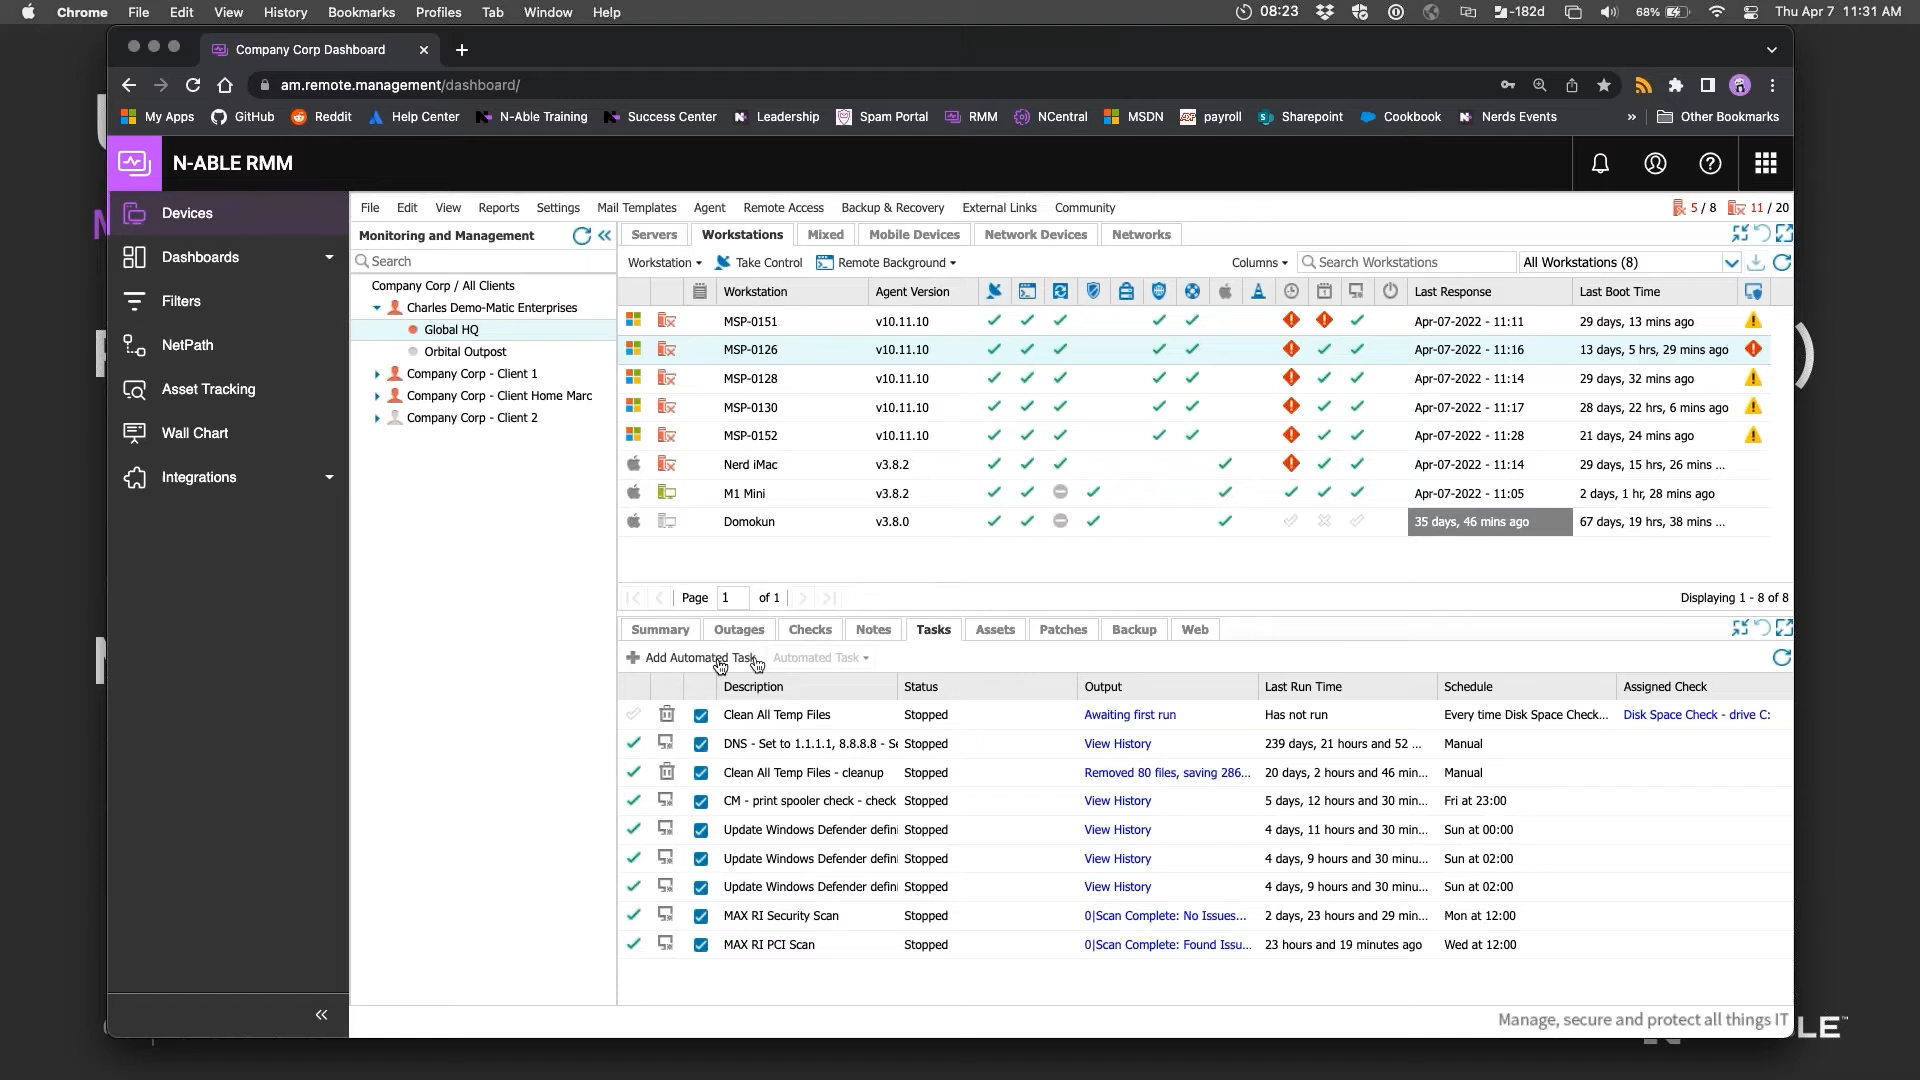 Chrome File Edit View History Bookmarks Profiles Tab Window Help 08:23 -182d 68% Thu Apr 7 11:31 AM
Company Corp Dashboard
am.remote.management/dashboard/
My Apps GitHub Reddit Help Center N-Able Training Success Center Leadership Spam Portal RMM NCentral MSDN payroll Sharepoint Cookbook Nerds Events » Other Bookmarks
N-ABLE RMM
Devices
Dashboards
Filters
NetPath
Asset Tracking
Wall Chart
Integrations
File Edit View Reports Settings Mail Templates Agent Remote Access Backup & Recovery External Links Community 5 / 8 11 / 20
Monitoring and Management
Search
Company Corp / All Clients
Charles Demo-Matic Enterprises
Global HQ
Orbital Outpost
Company Corp - Client 1
Company Corp - Client Home Marc
Company Corp - Client 2
Servers Workstations Mixed Mobile Devices Network Devices Networks
Workstation Take Control Remote Background Columns Search Workstations All Workstations (8)
Workstation Agent Version Last Response Last Boot Time
MSP-0151 v10.11.10 Apr-07-2022 - 11:11 29 days, 13 mins ago
MSP-0126 v10.11.10 Apr-07-2022 - 11:16 13 days, 5 hrs, 29 mins ago
MSP-0128 v10.11.10 Apr-07-2022 - 11:14 29 days, 32 mins ago
MSP-0130 v10.11.10 Apr-07-2022 - 11:17 28 days, 22 hrs, 6 mins ago
MSP-0152 v10.11.10 Apr-07-2022 - 11:28 21 days, 24 mins ago
Nerd iMac v3.8.2 Apr-07-2022 - 11:14 29 days, 15 hrs, 26 mins ...
M1 Mini v3.8.2 Apr-07-2022 - 11:05 2 days, 1 hr, 28 mins ago
Domokun v3.8.0 35 days, 46 mins ago 67 days, 19 hrs, 38 mins ...
Page 1 of 1 Displaying 1 - 8 of 8
Summary Outages Checks Notes Tasks Assets Patches Backup Web
Add Automated Task Automated Task
Description Status Output Last Run Time Schedule Assigned Check
Clean All Temp Files Stopped Awaiting first run Has not run Every time Disk Space Check... Disk Space Check - drive C:
DNS - Set to 1.1.1.1, 8.8.8.8 - Se Stopped View History 239 days, 21 hours and 52 ... Manual
Clean All Temp Files - cleanup Stopped Removed 80 files, saving 286... 20 days, 2 hours and 46 min... Manual
CM - print spooler check - check Stopped View History 5 days, 12 hours and 30 min... Fri at 23:00
Update Windows Defender defini Stopped View History 4 days, 11 hours and 30 min... Sun at 00:00
Update Windows Defender defini Stopped View History 4 days, 9 hours and 30 minu... Sun at 02:00
Update Windows Defender defini Stopped View History 4 days, 9 hours and 30 minu... Sun at 02:00
MAX RI Security Scan Stopped 0|Scan Complete: No Issues... 2 days, 23 hours and 29 min... Mon at 12:00
MAX RI PCI Scan Stopped 0|Scan Complete: Found Issu... 23 hours and 19 minutes ago Wed at 12:00
Manage, secure and protect all things IT
LE™